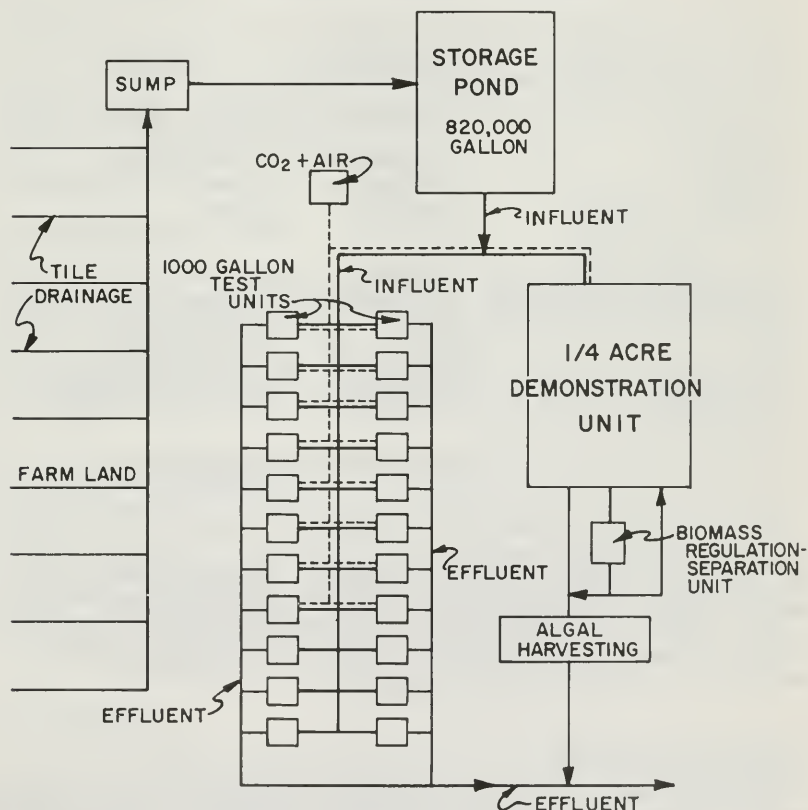 SUMP
STORAGE
POND
820,000
GALLON
CO2 + AIR
INFLUENT
TILE
DRAINAGE
1000 GALLON
TEST
UNITS
INFLUENT
1/4 ACRE
DEMONSTRATION
UNIT
FARM LAND
BIOMASS
REGULATION-
SEPARATION
UNIT
EFFLUENT
ALGAL
HARVESTING
EFFLUENT
EFFLUENT